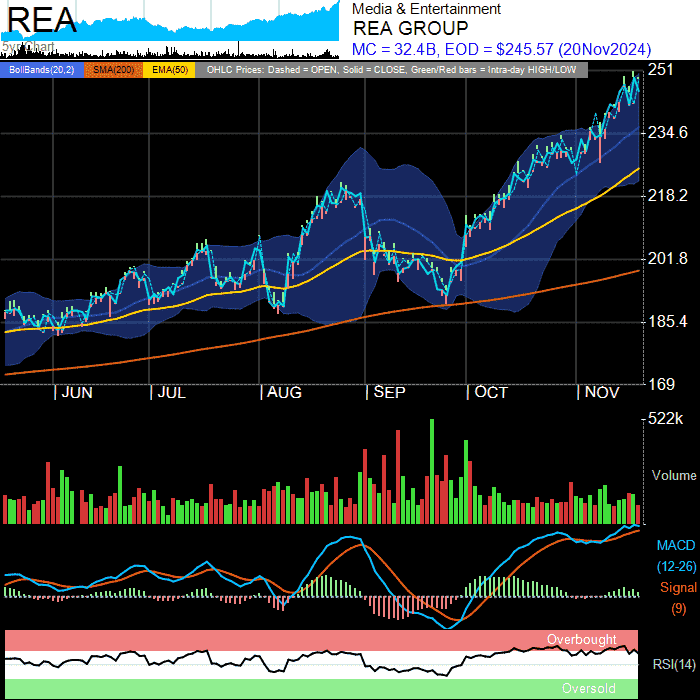 REA
Media & Entertainment
REA GROUP
MC = 32.4B, EOD = $245.57 (20Nov2024)
BollBands(20,2) SMA(200) EMA(50) OHLC Prices: Dashed = OPEN, Solid = CLOSE, Green/Red bars = Intra-day HIGH/LOW
251
234.6
218.2
201.8
185.4
169
JUN JUL AUG SEP OCT NOV
522k
Volume
MACD
(12-26)
Signal
(9)
Overbought
RSI(14)
Oversold